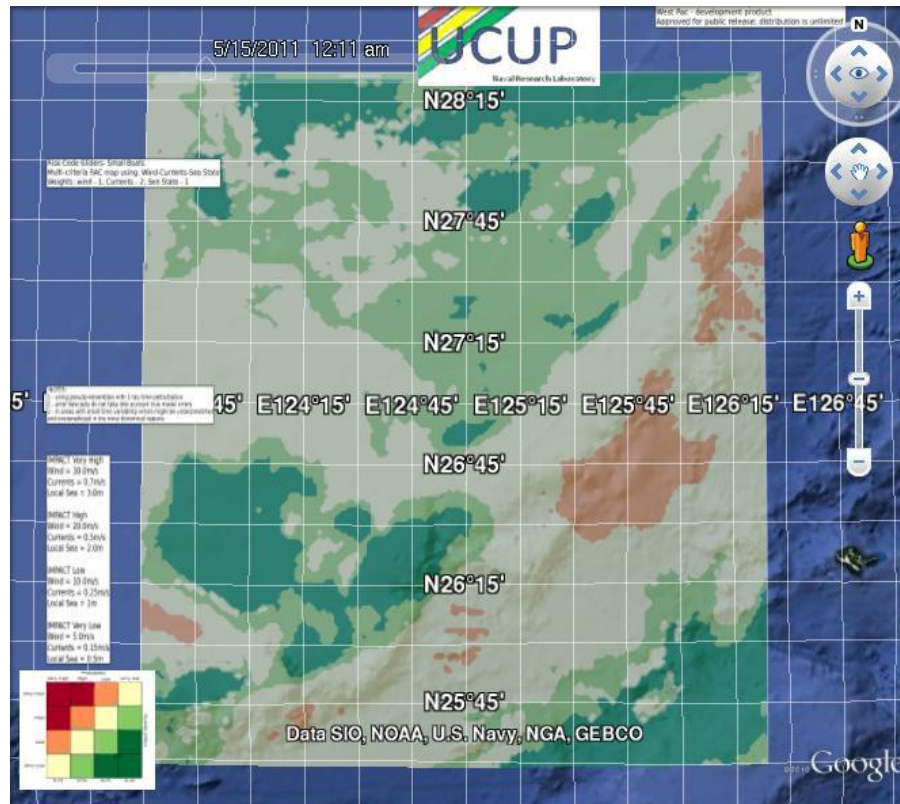 West Pac - development product
Approved for public release: distribution is unlimited
N
5/15/2011 12:11 am
UCUP
Naval Research Laboratory
N28°15'
Risk Code Gliders- Small Boats
Multi-criteria RAC map using: Wind-Currents-Sea State
Weights: wind - 1; Currents - 2; Sea State - 1
N27°45'
N27°15'
5'
45'
E124°15'
E124°45'
E125°15'
E125°45'
E126°15'
E126°45'
N26°45'
IMPACT Very High
Wind = 30.0m/s
Currents = 0.7m/s
Local Sea = 3.0m
IMPACT High
Wind = 20.0m/s
Currents = 0.5m/s
Local Sea = 2.0m
N26°15'
IMPACT Low
Wind = 10.0m/s
Currents = 0.25m/s
Local Sea = 1m
IMPACT Very Low
Wind = 5.0m/s
Currents = 0.15m/s
Local Sea = 0.5m
N25°45'
Data SIO, NOAA, U.S. Navy, NGA, GEBCO
©2010 Google